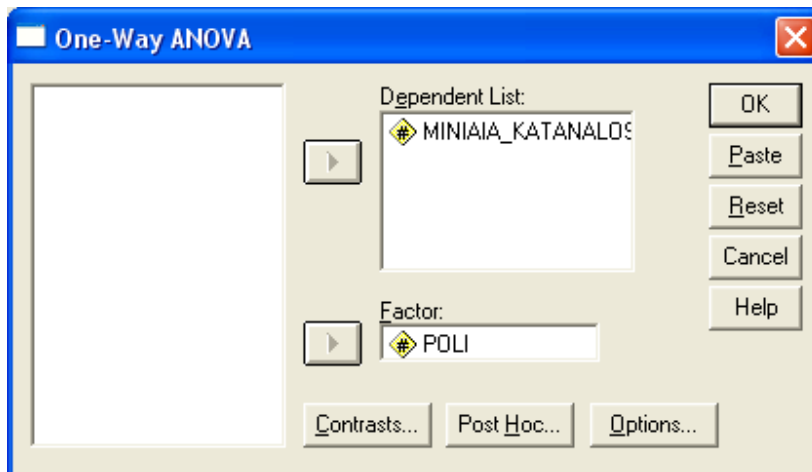 One-Way ANOVA
Dependent List:
# MINIAIA_KATANALOS
Factor:
# POLI
OK
Paste
Reset
Cancel
Help
Contrasts...
Post Hoc...
Options...